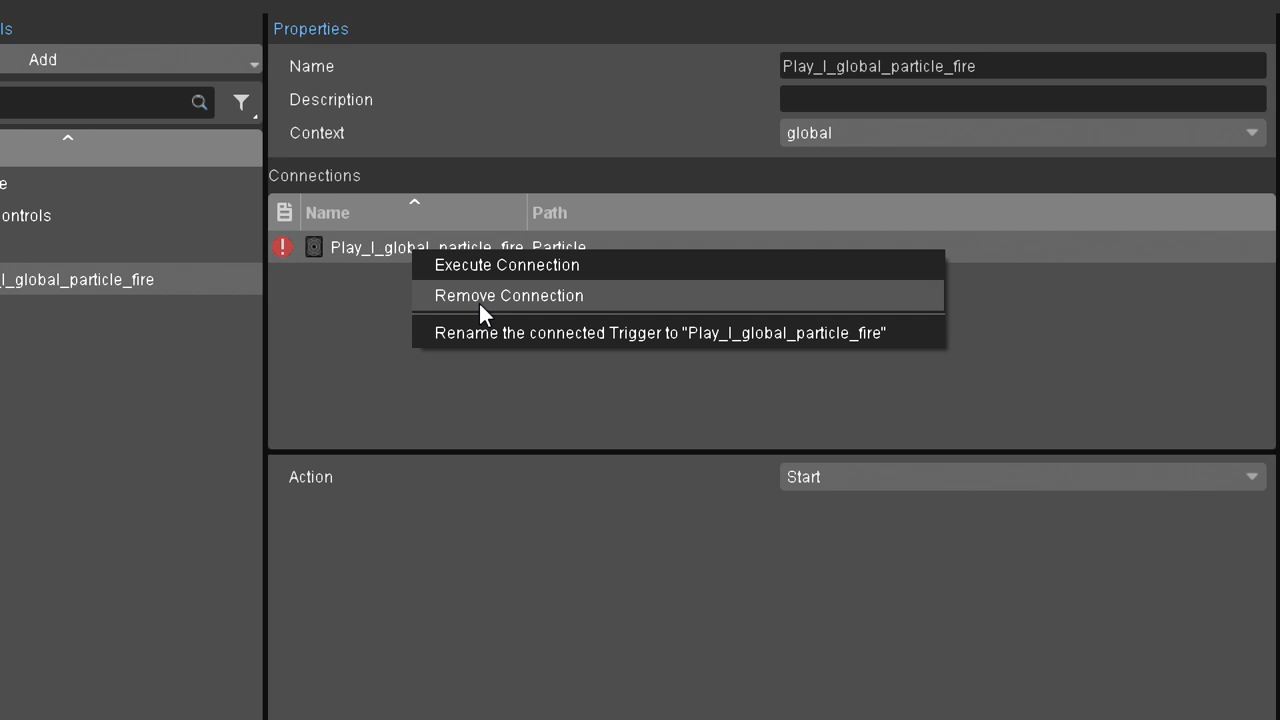 ls
Properties
Add
Name
Play_l_global_particle_fire
Description
Context
global
Connections
Name
Path
e
ontrols
Play_l_global_particle_fire
Particle
l_global_particle_fire
Execute Connection
Remove Connection
Rename the connected Trigger to "Play_l_global_particle_fire"
Action
Start